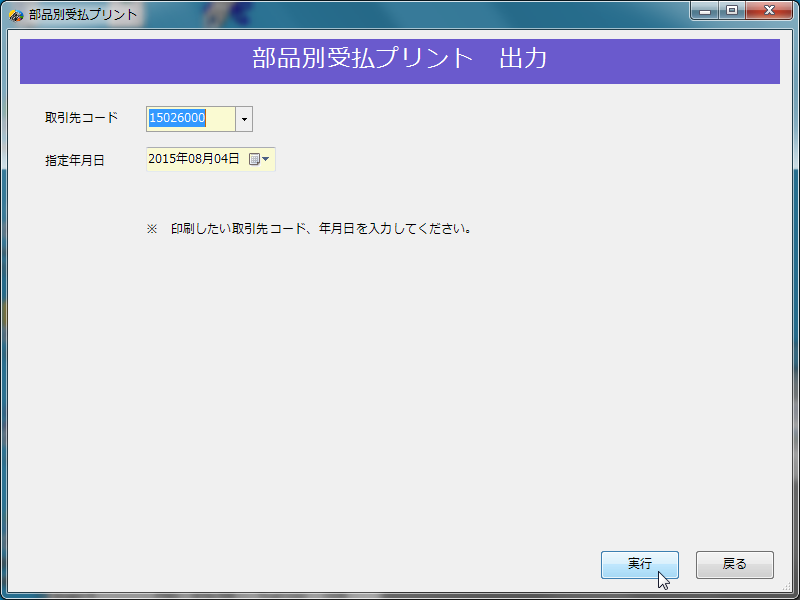 部品別受払プリント
部品別受払プリント　出力
取引先コード 15026000
指定年月日 2015年08月04日
※　印刷したい取引先コード、年月日を入力してください。
実行 戻る